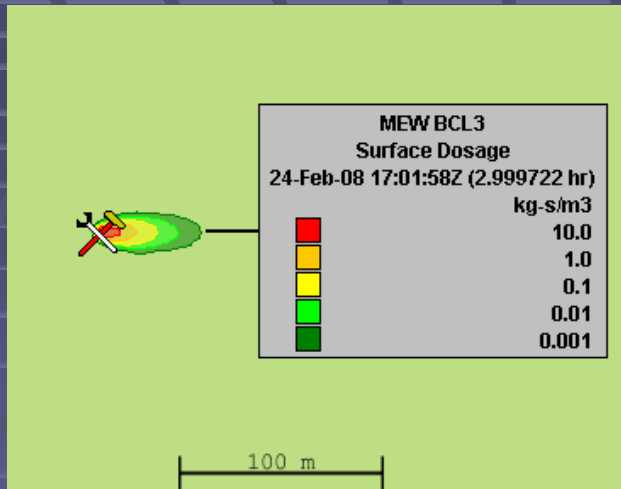 MEW BCL3
Surface Dosage
24-Feb-08 17:01:58Z (2.999722 hr)
kg-s/m3
10.0
1.0
0.1
0.01
0.001
100 m